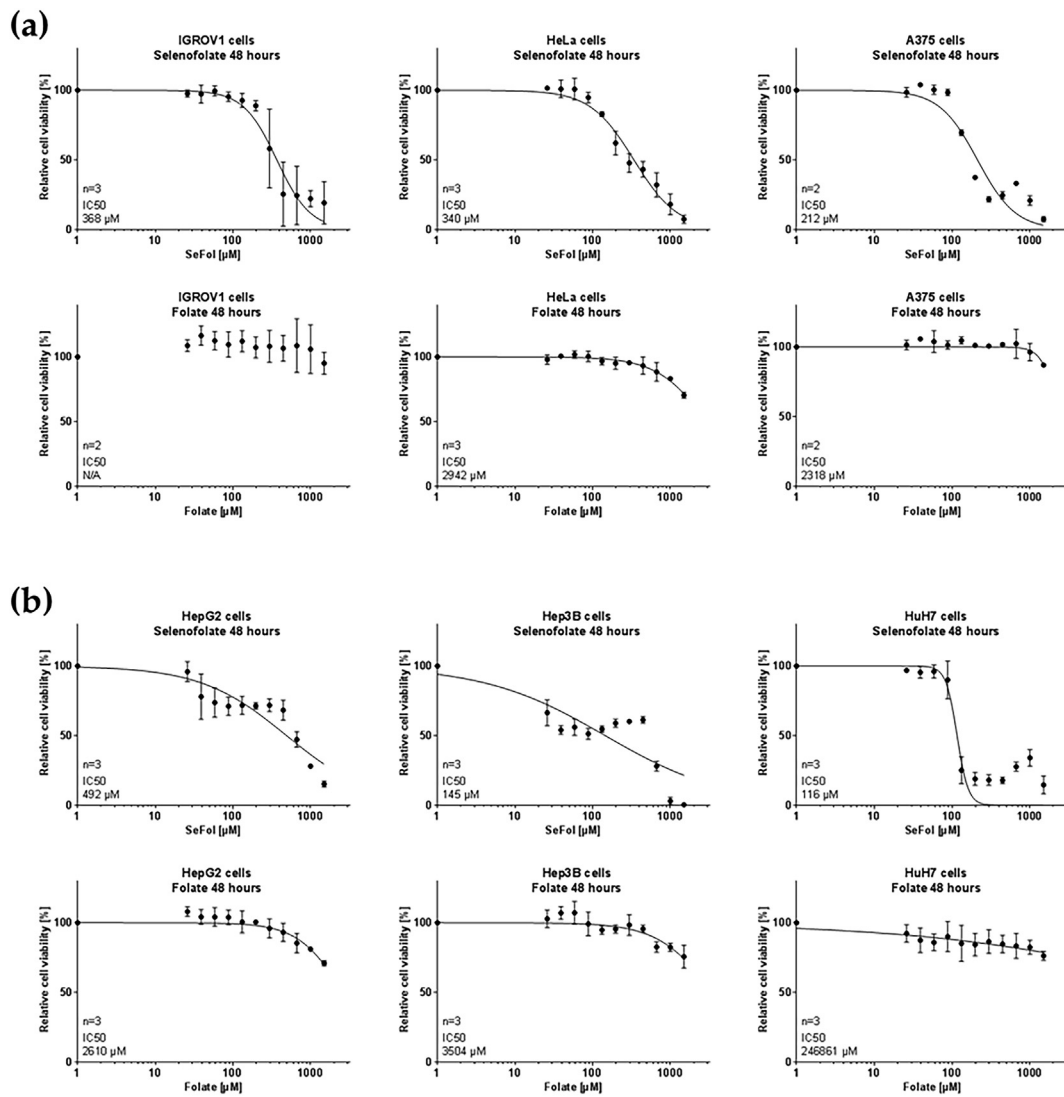 (a)
IGROV1 cells
Selenofolate 48 hours
Relative cell viability [%]
100
50
0
n=3
IC50
368 µM
1 10 100 1000
SeFol [µM]
HeLa cells
Selenofolate 48 hours
Relative cell viability [%]
100
50
0
n=3
IC50
340 µM
1 10 100 1000
SeFol [µM]
A375 cells
Selenofolate 48 hours
Relative cell viability [%]
100
50
0
n=2
IC50
212 µM
1 10 100 1000
SeFol [µM]
IGROV1 cells
Folate 48 hours
Relative cell viability [%]
100
50
0
n=2
IC50
N/A
1 10 100 1000
Folate [µM]
HeLa cells
Folate 48 hours
Relative cell viability [%]
100
50
0
n=3
IC50
2942 µM
1 10 100 1000
Folate [µM]
A375 cells
Folate 48 hours
Relative cell viability [%]
100
50
0
n=2
IC50
2318 µM
1 10 100 1000
Folate [µM]
(b)
HepG2 cells
Selenofolate 48 hours
Relative cell viability [%]
100
50
0
n=3
IC50
492 µM
1 10 100 1000
SeFol [µM]
Hep3B cells
Selenofolate 48 hours
Relative cell viability [%]
100
50
0
n=3
IC50
145 µM
1 10 100 1000
SeFol [µM]
HuH7 cells
Selenofolate 48 hours
Relative cell viability [%]
100
50
0
n=3
IC50
116 µM
1 10 100 1000
SeFol [µM]
HepG2 cells
Folate 48 hours
Relative cell viability [%]
100
50
0
n=3
IC50
2610 µM
1 10 100 1000
Folate [µM]
Hep3B cells
Folate 48 hours
Relative cell viability [%]
100
50
0
n=3
IC50
3504 µM
1 10 100 1000
Folate [µM]
HuH7 cells
Folate 48 hours
Relative cell viability [%]
100
50
0
n=3
IC50
246861 µM
1 10 100 1000
Folate [µM]